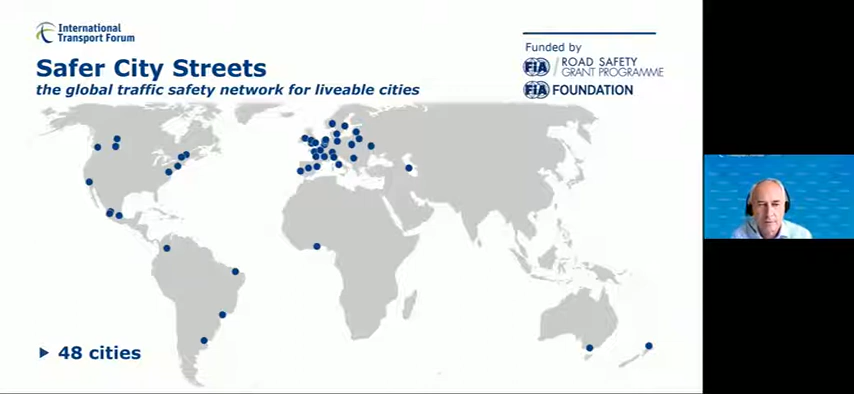 International
Transport Forum
Safer City Streets
the global traffic safety network for liveable cities
Funded by
FiA ROAD SAFETY
GRANT PROGRAMME
FiA FOUNDATION
48 cities